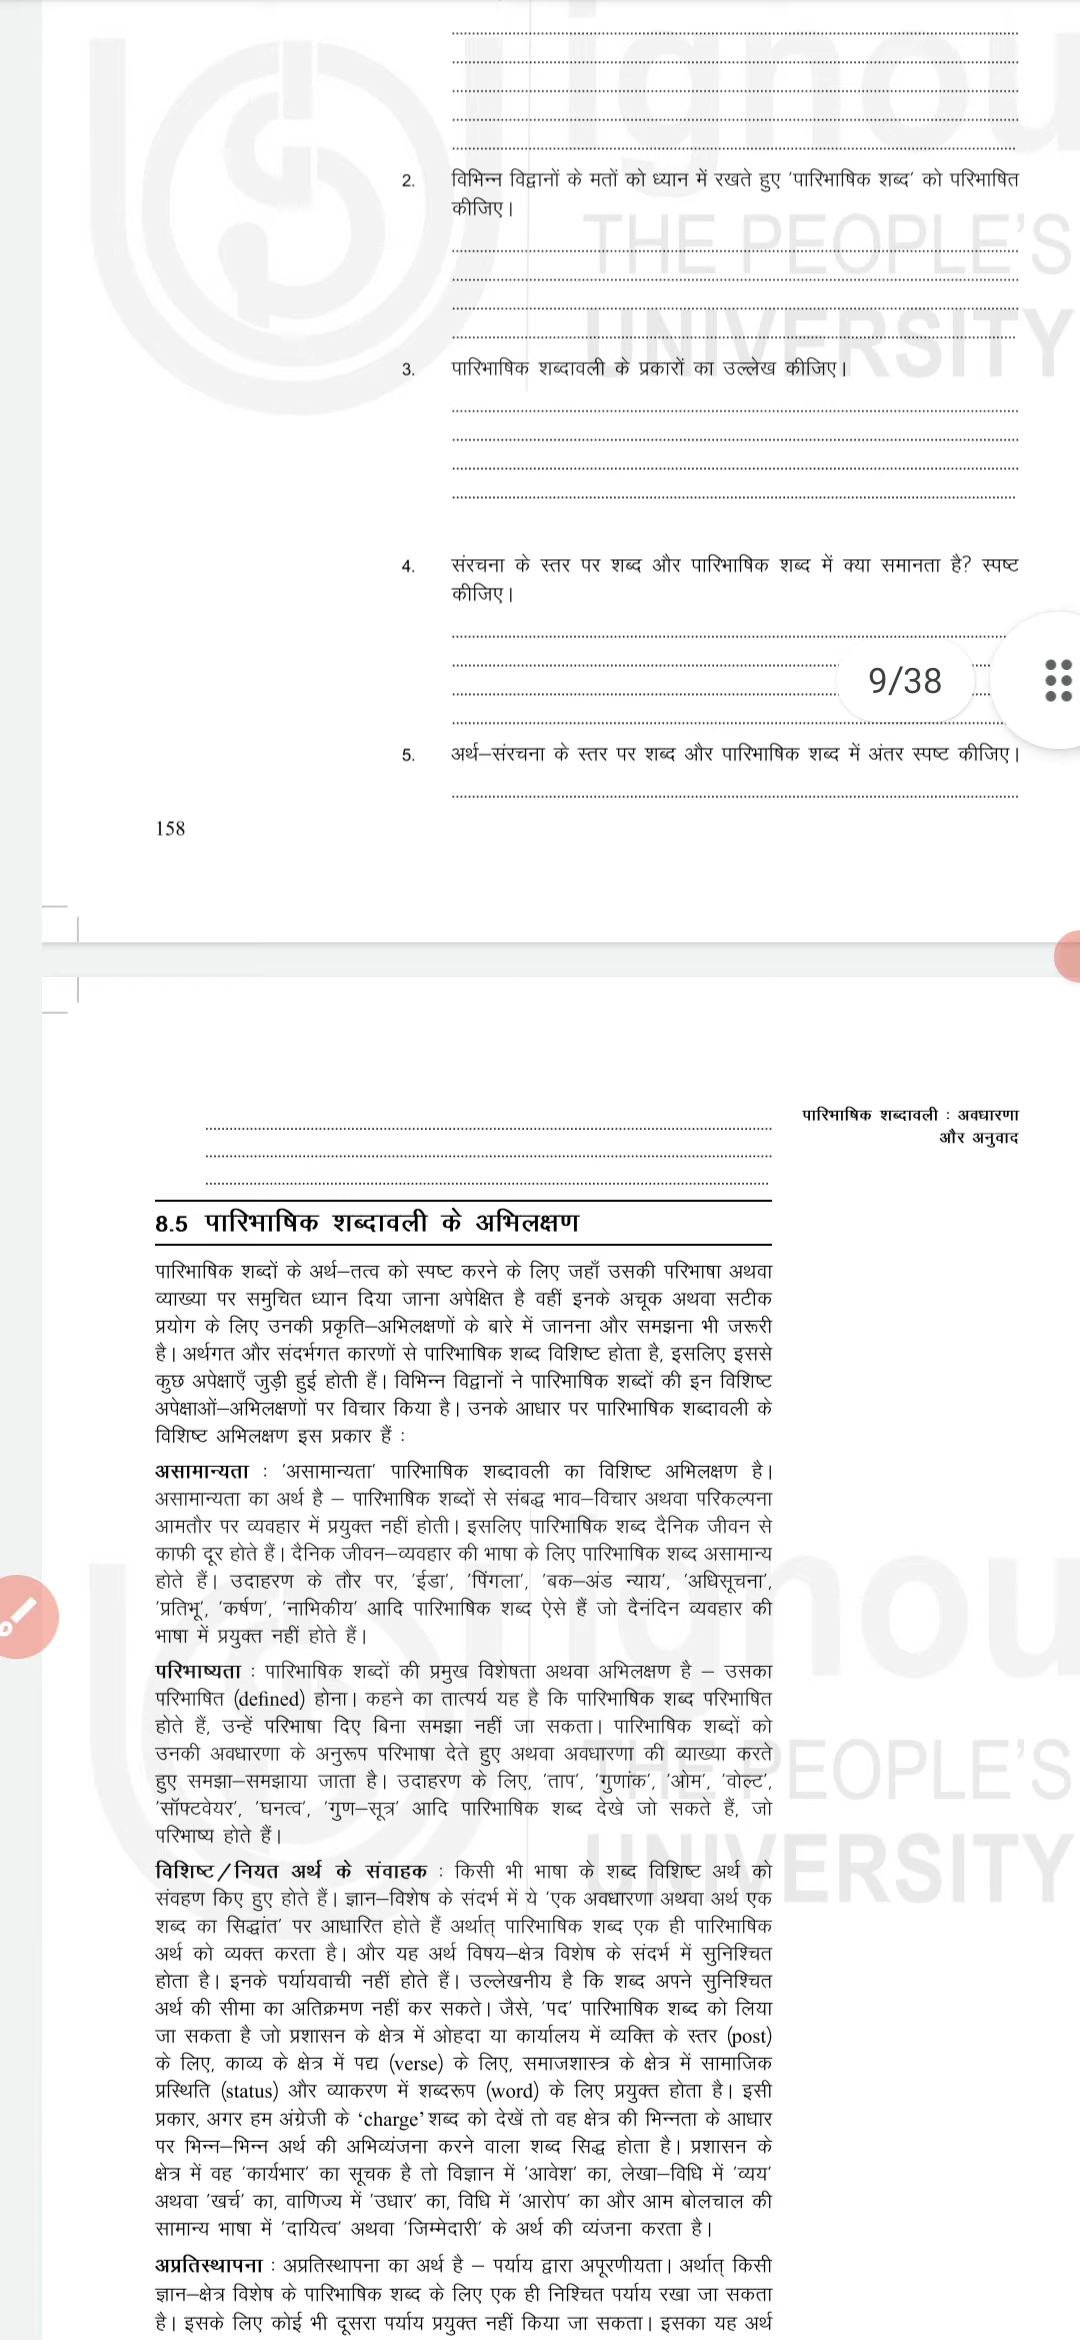 ignou
THE PEOPLE'S
UNIVERSITY
2. विभिन्न विद्वानों के मतों को ध्यान में रखते हुए 'पारिभाषिक शब्द' को परिभाषित
कीजिए।
3. पारिभाषिक शब्दावली के प्रकारों का उल्लेख कीजिए।
4. संरचना के स्तर पर शब्द और पारिभाषिक शब्द में क्या समानता है? स्पष्ट
कीजिए।
9/38
5. अर्थ–संरचना के स्तर पर शब्द और पारिभाषिक शब्द में अंतर स्पष्ट कीजिए।
158
पारिभाषिक शब्दावली : अवधारणा
और अनुवाद
8.5 पारिभाषिक शब्दावली के अभिलक्षण
पारिभाषिक शब्दों के अर्थ–तत्व को स्पष्ट करने के लिए जहाँ उसकी परिभाषा अथवा
व्याख्या पर समुचित ध्यान दिया जाना अपेक्षित है वहीं इनके अचूक अथवा सटीक
प्रयोग के लिए उनकी प्रकृति–अभिलक्षणों के बारे में जानना और समझना भी जरूरी
है। अर्थगत और संदर्भगत कारणों से पारिभाषिक शब्द विशिष्ट होता है, इसलिए इससे
कुछ अपेक्षाएँ जुड़ी हुई होती हैं। विभिन्न विद्वानों ने पारिभाषिक शब्दों की इन विशिष्ट
अपेक्षाओं–अभिलक्षणों पर विचार किया है। उनके आधार पर पारिभाषिक शब्दावली के
विशिष्ट अभिलक्षण इस प्रकार हैं :
असामान्यता : 'असामान्यता' पारिभाषिक शब्दावली का विशिष्ट अभिलक्षण है।
असामान्यता का अर्थ है – पारिभाषिक शब्दों से संबद्ध भाव–विचार अथवा परिकल्पना
आमतौर पर व्यवहार में प्रयुक्त नहीं होती। इसलिए पारिभाषिक शब्द दैनिक जीवन से
काफी दूर होते हैं। दैनिक जीवन–व्यवहार की भाषा के लिए पारिभाषिक शब्द असामान्य
होते हैं। उदाहरण के तौर पर, 'ईडा', 'पिंगला', 'बक–अंड न्याय', 'अधिसूचना',
'प्रतिभू', 'कर्षण', 'नाभिकीय' आदि पारिभाषिक शब्द ऐसे हैं जो दैनंदिन व्यवहार की
भाषा में प्रयुक्त नहीं होते हैं।
ignou
परिभाष्यता : पारिभाषिक शब्दों की प्रमुख विशेषता अथवा अभिलक्षण है – उसका
परिभाषित (defined) होना। कहने का तात्पर्य यह है कि पारिभाषिक शब्द परिभाषित
होते हैं, उन्हें परिभाषा दिए बिना समझा नहीं जा सकता। पारिभाषिक शब्दों को
उनकी अवधारणा के अनुरूप परिभाषा देते हुए अथवा अवधारणा की व्याख्या करते
हुए समझा–समझाया जाता है। उदाहरण के लिए, 'ताप', 'गुणांक', 'ओम', 'वोल्ट',
'सॉफ्टवेयर', 'घनत्व', 'गुण–सूत्र' आदि पारिभाषिक शब्द देखे जो सकते हैं, जो
परिभाष्य होते हैं।
THE PEOPLE'S
UNIVERSITY
विशिष्ट/नियत अर्थ के संवाहक : किसी भी भाषा के शब्द विशिष्ट अर्थ को
संवहण किए हुए होते हैं। ज्ञान–विशेष के संदर्भ में ये 'एक अवधारणा अथवा अर्थ एक
शब्द का सिद्धांत' पर आधारित होते हैं अर्थात् पारिभाषिक शब्द एक ही पारिभाषिक
अर्थ को व्यक्त करता है। और यह अर्थ विषय–क्षेत्र विशेष के संदर्भ में सुनिश्चित
होता है। इनके पर्यायवाची नहीं होते हैं। उल्लेखनीय है कि शब्द अपने सुनिश्चित
अर्थ की सीमा का अतिक्रमण नहीं कर सकते। जैसे, 'पद' पारिभाषिक शब्द को लिया
जा सकता है जो प्रशासन के क्षेत्र में ओहदा या कार्यालय में व्यक्ति के स्तर (post)
के लिए, काव्य के क्षेत्र में पद्य (verse) के लिए, समाजशास्त्र के क्षेत्र में सामाजिक
प्रस्थिति (status) और व्याकरण में शब्दरूप (word) के लिए प्रयुक्त होता है। इसी
प्रकार, अगर हम अंग्रेजी के 'charge' शब्द को देखें तो वह क्षेत्र की भिन्नता के आधार
पर भिन्न–भिन्न अर्थ की अभिव्यंजना करने वाला शब्द सिद्ध होता है। प्रशासन के
क्षेत्र में वह 'कार्यभार' का सूचक है तो विज्ञान में 'आवेश' का, लेखा–विधि में 'व्यय'
अथवा 'खर्च' का, वाणिज्य में 'उधार' का, विधि में 'आरोप' का और आम बोलचाल की
सामान्य भाषा में 'दायित्व' अथवा 'जिम्मेदारी' के अर्थ की व्यंजना करता है।
अप्रतिस्थापना : अप्रतिस्थापना का अर्थ है – पर्याय द्वारा अपूरणीयता। अर्थात् किसी
ज्ञान–क्षेत्र विशेष के पारिभाषिक शब्द के लिए एक ही निश्चित पर्याय रखा जा सकता
है। इसके लिए कोई भी दूसरा पर्याय प्रयुक्त नहीं किया जा सकता। इसका यह अर्थ